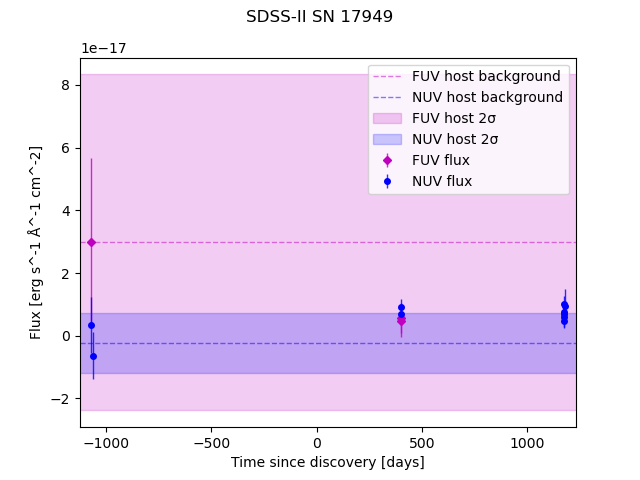 SDSS-II SN 17949
1e−17
FUV host background
NUV host background
FUV host 2σ
NUV host 2σ
FUV flux
NUV flux
8
6
4
2
0
−2
Flux [erg s^-1 Å^-1 cm^-2]
−1000 −500 0 500 1000
Time since discovery [days]